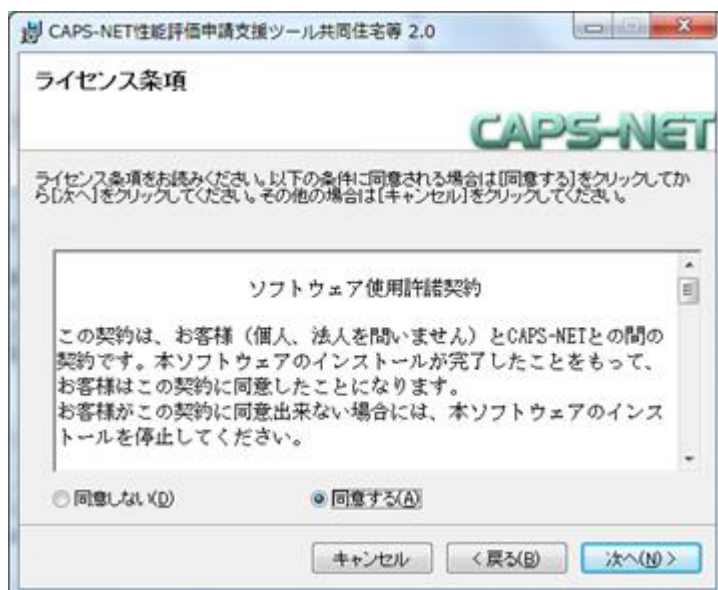 CAPS-NET性能評価申請支援ツール共同住宅等 2.0
ライセンス条項
CAPS-NET
ライセンス条項をお読みください。以下の条件に同意される場合は[同意する]をクリックしてか
ら[次へ]をクリックしてください。その他の場合は[キャンセル]をクリックしてください。
ソフトウェア使用許諾契約
この契約は、お客様（個人、法人を問いません）とCAPS-NETとの間の
契約です。本ソフトウェアのインストールが完了したことをもって、
お客様はこの契約に同意したことになります。
お客様がこの契約に同意出来ない場合には、本ソフトウェアのインス
トールを停止してください。
同意しない(D) 同意する(A)
キャンセル < 戻る(B) 次へ(N) >